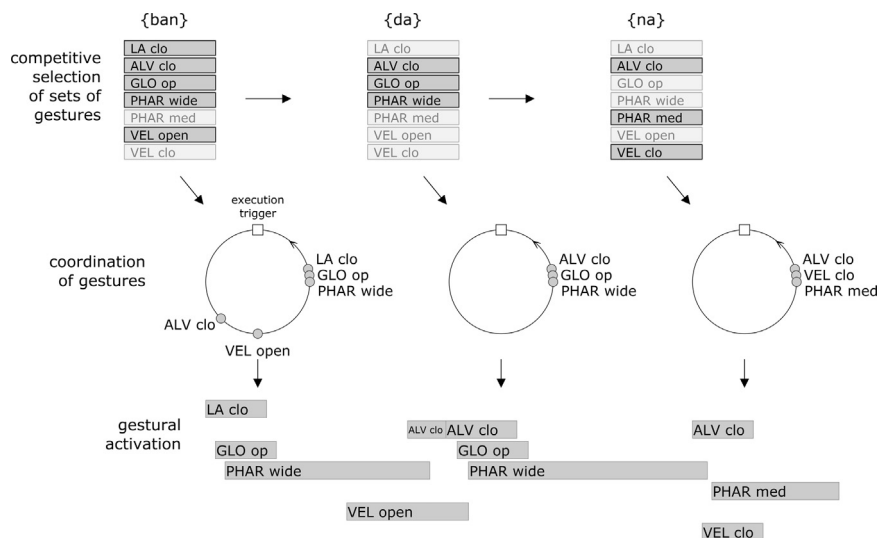 {ban}
{da}
{na}
competitive
selection
of sets of
gestures
LA clo
ALV clo
GLO op
PHAR wide
PHAR med
VEL open
VEL clo
LA clo
ALV clo
GLO op
PHAR wide
PHAR med
VEL open
VEL clo
LA clo
ALV clo
GLO op
PHAR wide
PHAR med
VEL open
VEL clo
coordination
of gestures
execution
trigger
LA clo
GLO op
PHAR wide
ALV clo
VEL open
ALV clo
GLO op
PHAR wide
ALV clo
VEL clo
PHAR med
gestural
activation
LA clo
GLO op
PHAR wide
VEL open
ALV clo
ALV clo
GLO op
PHAR wide
ALV clo
PHAR med
VEL clo